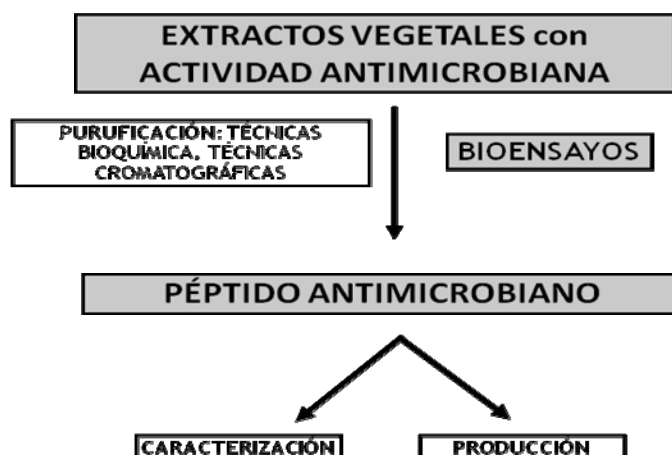 EXTRACTOS VEGETALES con
ACTIVIDAD ANTIMICROBIANA
PURUFICACIÓN: TÉCNICAS
BIOQUÍMICA, TÉCNICAS
CROMATOGRÁFICAS
BIOENSAYOS
PÉPTIDO ANTIMICROBIANO
CARACTERIZACIÓN
PRODUCCIÓN